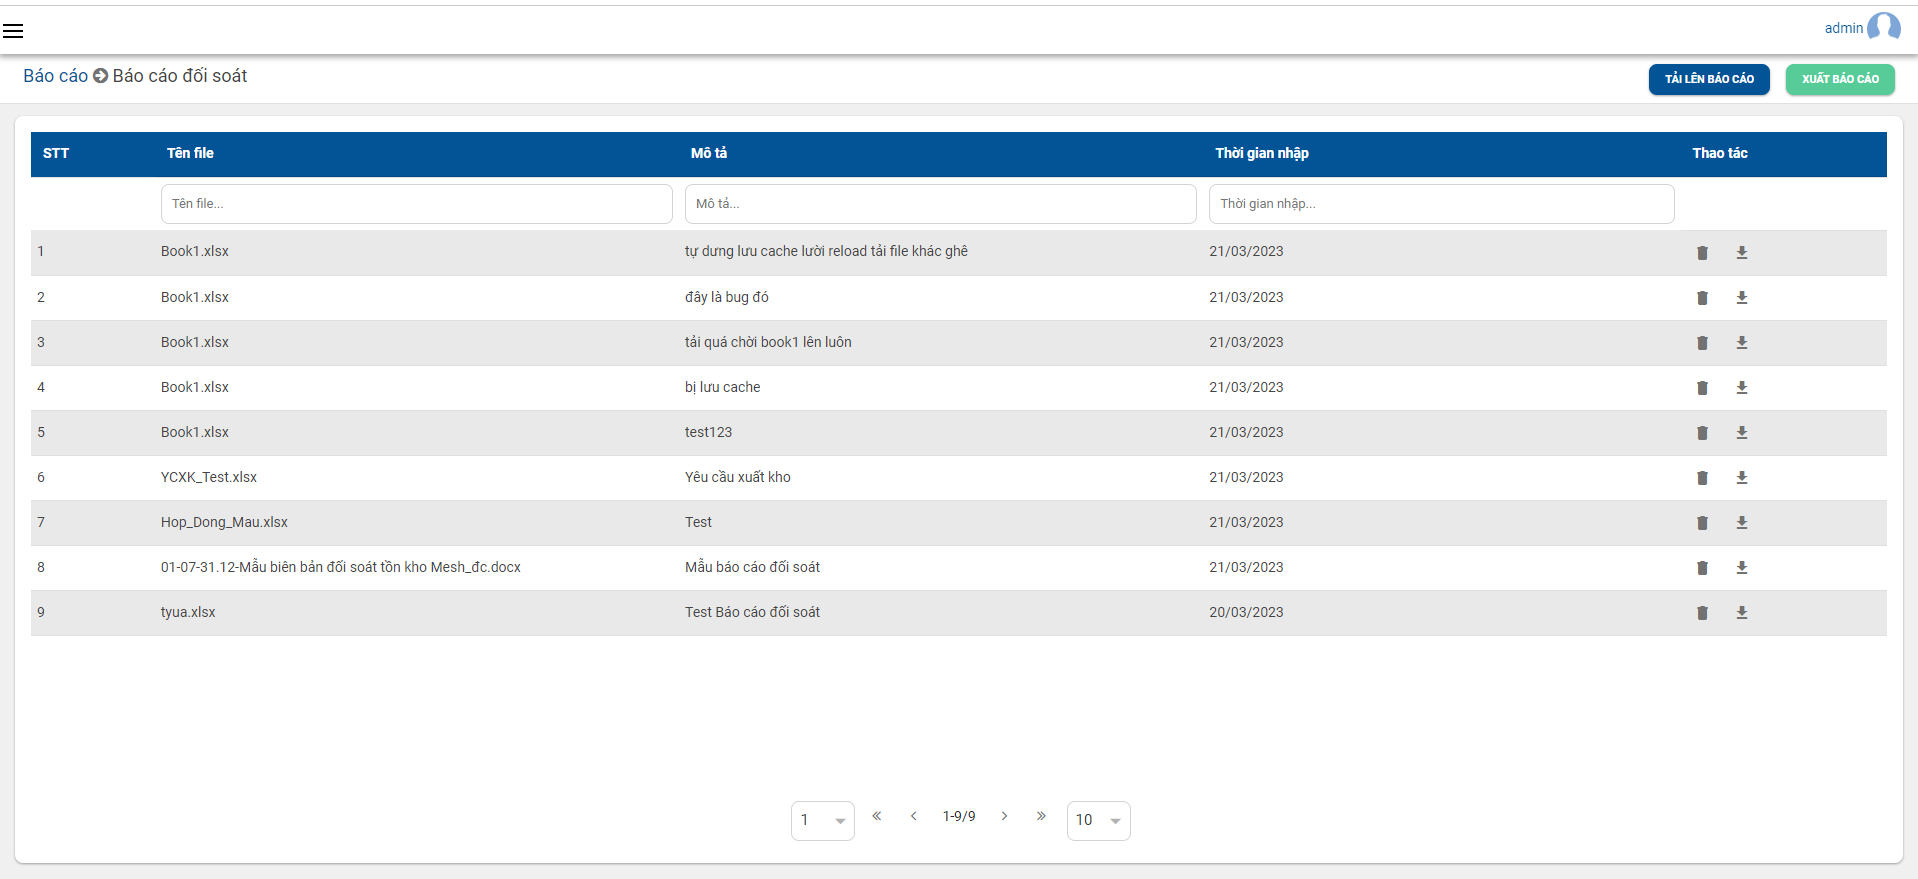 admin
Báo cáo Báo cáo đối soát
TẢI LÊN BÁO CÁO XUẤT BÁO CÁO
STT Tên file Mô tả Thời gian nhập Thao tác
Tên file... Mô tả... Thời gian nhập...
1 Book1.xlsx tự dưng lưu cache lười reload tải file khác ghê 21/03/2023
2 Book1.xlsx đây là bug đó 21/03/2023
3 Book1.xlsx tải quá chời book1 lên luôn 21/03/2023
4 Book1.xlsx bị lưu cache 21/03/2023
5 Book1.xlsx test123 21/03/2023
6 YCXK_Test.xlsx Yêu cầu xuất kho 21/03/2023
7 Hop_Dong_Mau.xlsx Test 21/03/2023
8 01-07-31.12-Mẫu biên bản đối soát tồn kho Mesh_đc.docx Mẫu báo cáo đối soát 21/03/2023
9 tyua.xlsx Test Báo cáo đối soát 20/03/2023
1 « ‹ 1-9/9 › » 10